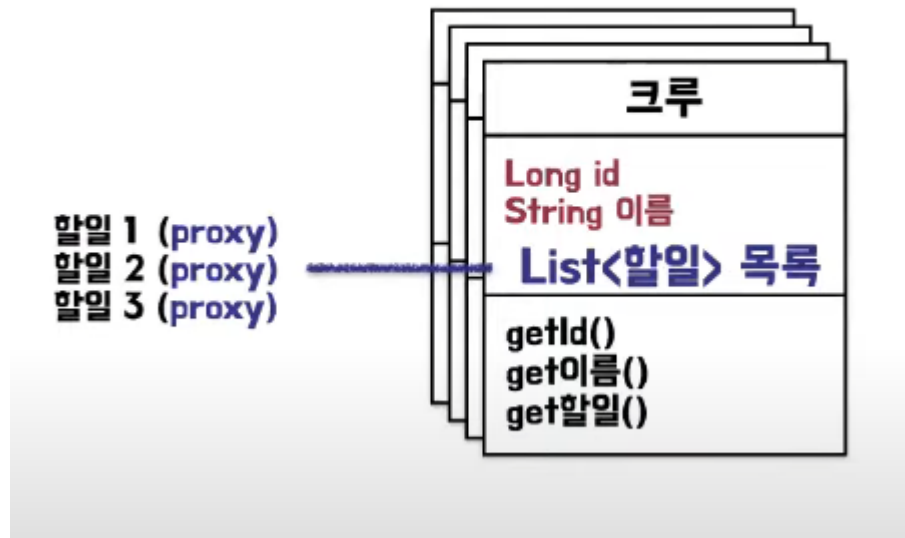 크루
Long id
String 이름
List<할일> 목록
할일 1 (proxy)
할일 2 (proxy)
할일 3 (proxy)
getId()
get이름()
get할일()